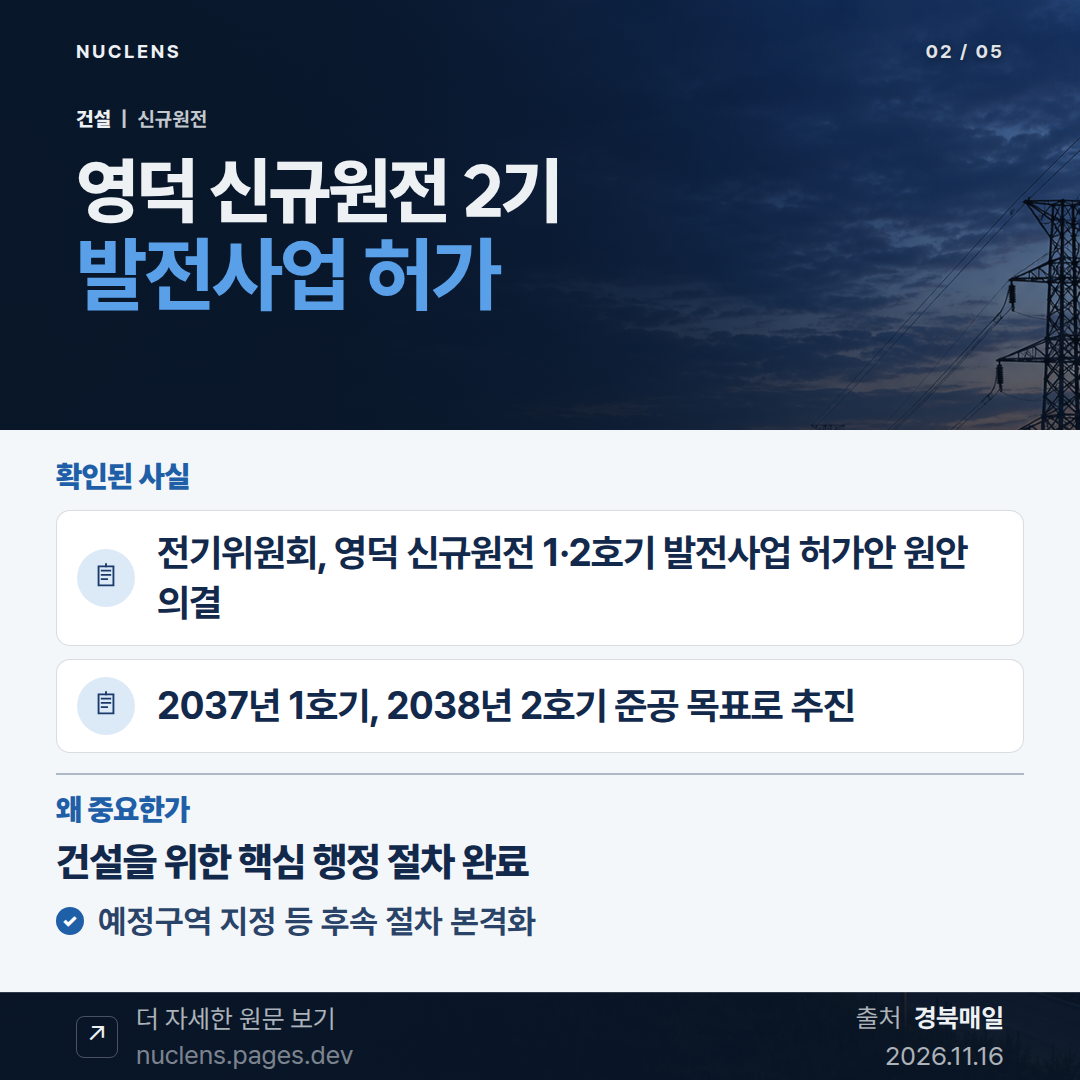 NUCLENS
02 / 05
건설 | 신규원전
영덕 신규원전 2기
발전사업 허가
확인된 사실
전기위원회, 영덕 신규원전 1·2호기 발전사업 허가안 원안
의결
2037년 1호기, 2038년 2호기 준공 목표로 추진
왜 중요한가
건설을 위한 핵심 행정 절차 완료
예정구역 지정 등 후속 절차 본격화
더 자세한 원문 보기
nuclens.pages.dev
출처 경북매일
2026.11.16